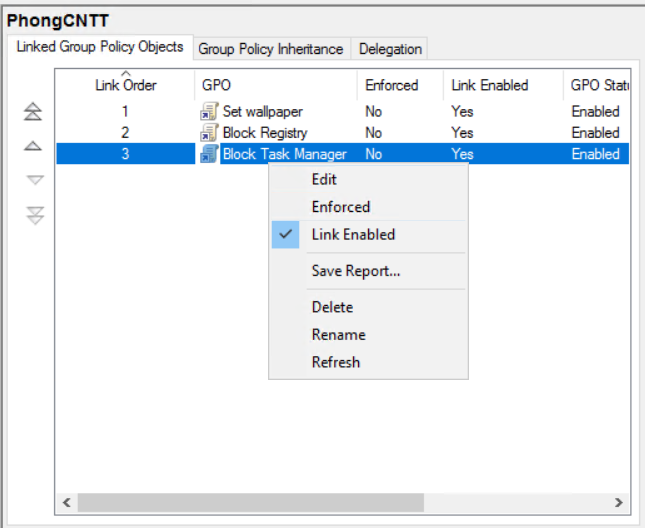 PhongCNTT
Linked Group Policy Objects Group Policy Inheritance Delegation
Link Order GPO Enforced Link Enabled GPO Stat
1 Set wallpaper No Yes Enabled
2 Block Registry No Yes Enabled
3 Block Task Manager No Yes Enabled
Edit
Enforced
Link Enabled
Save Report...
Delete
Rename
Refresh